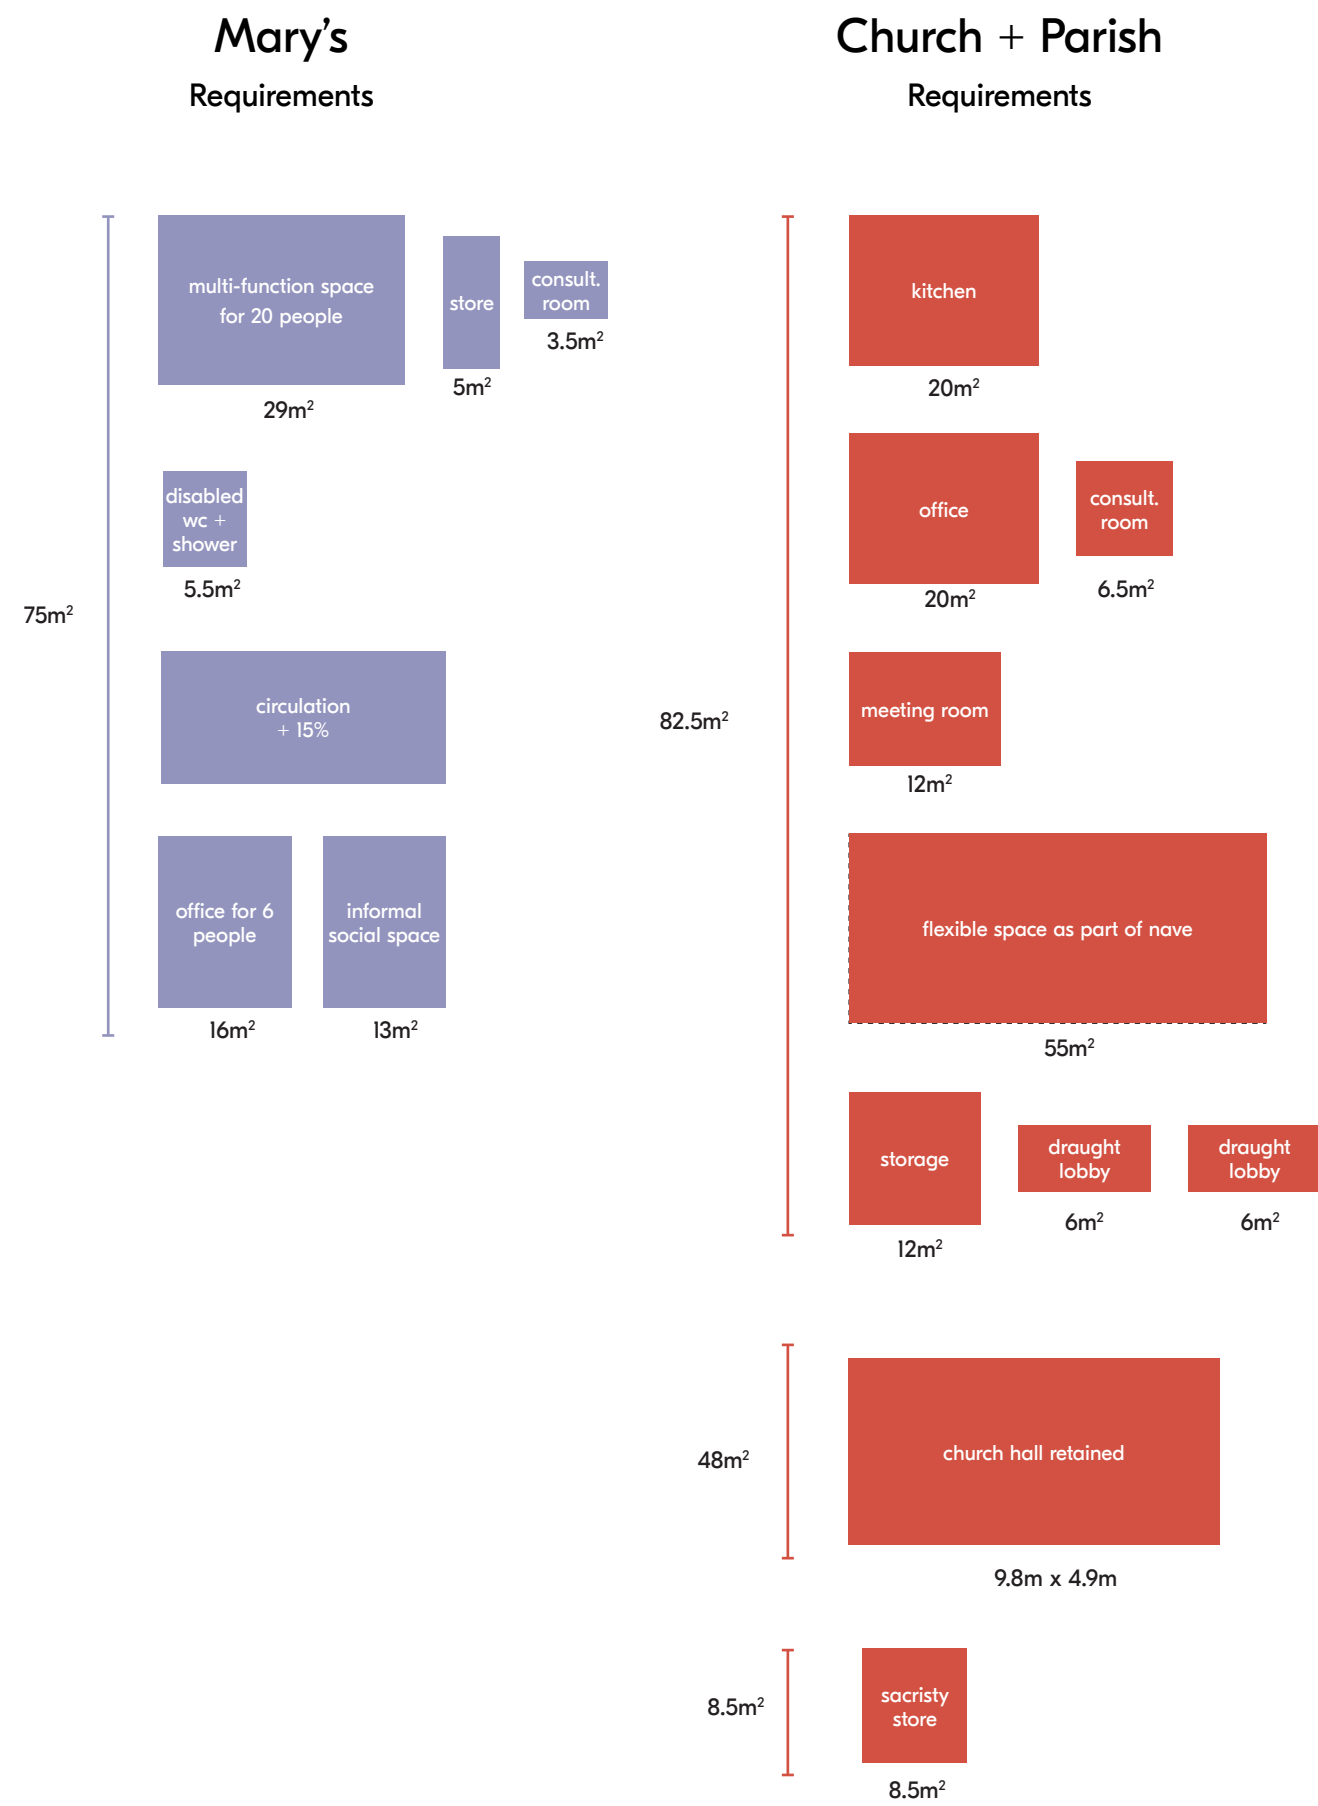 Mary's
Requirements
75m²
multi-function space
for 20 people
29m²
store
5m²
consult.
room
3.5m²
disabled
wc +
shower
5.5m²
circulation
+ 15%
office for 6
people
16m²
informal
social space
13m²
Church + Parish
Requirements
82.5m²
kitchen
20m²
office
20m²
consult.
room
6.5m²
meeting room
12m²
flexible space as part of nave
55m²
storage
12m²
draught
lobby
6m²
draught
lobby
6m²
48m²
church hall retained
9.8m x 4.9m
8.5m²
sacristy
store
8.5m²